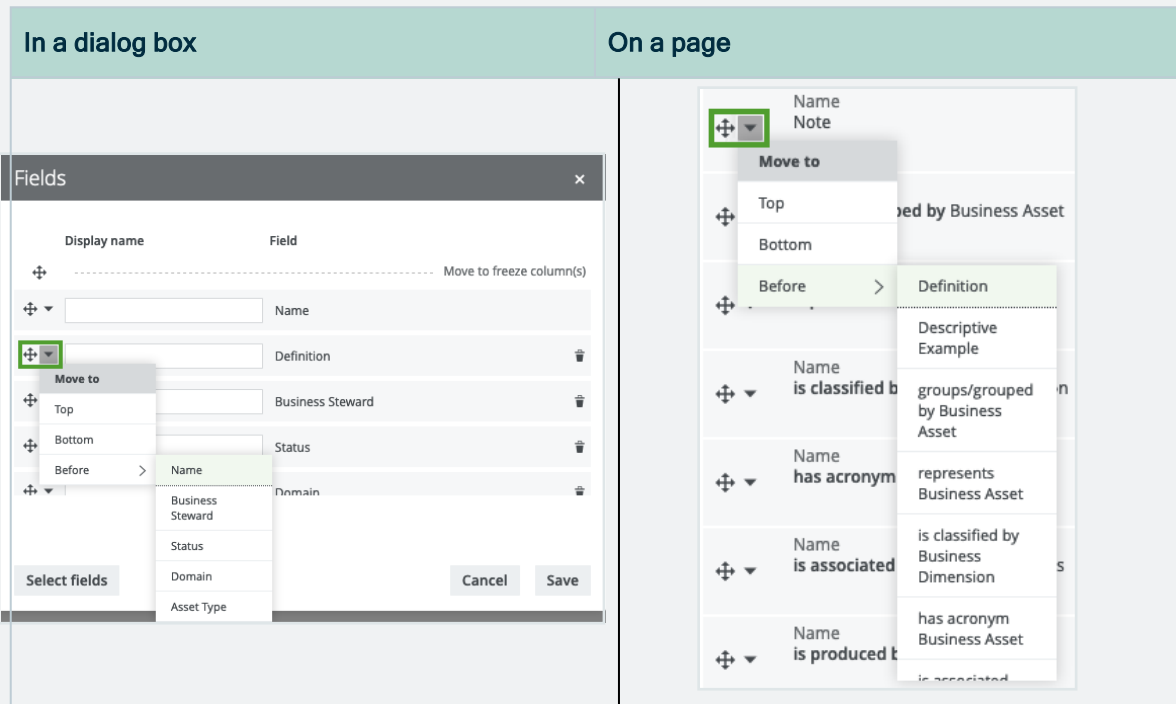 In a dialog box
On a page
Fields
×
Display name
Field
Move to freeze column(s)
Name
Definition
Move to
Top
Business Steward
Bottom
Status
Before
Name
Domain
Business
Steward
Status
Domain
Asset Type
Select fields
Cancel
Save
Name
Note
Move to
Top
by Business Asset
Bottom
Before
Definition
Descriptive
Example
Name
is classified b
groups/grouped
by Business
Asset
Name
has acronym
represents
Business Asset
Name
is associated
is classified by
Business
Dimension
has acronym
Business Asset
Name
is produced b
is associated